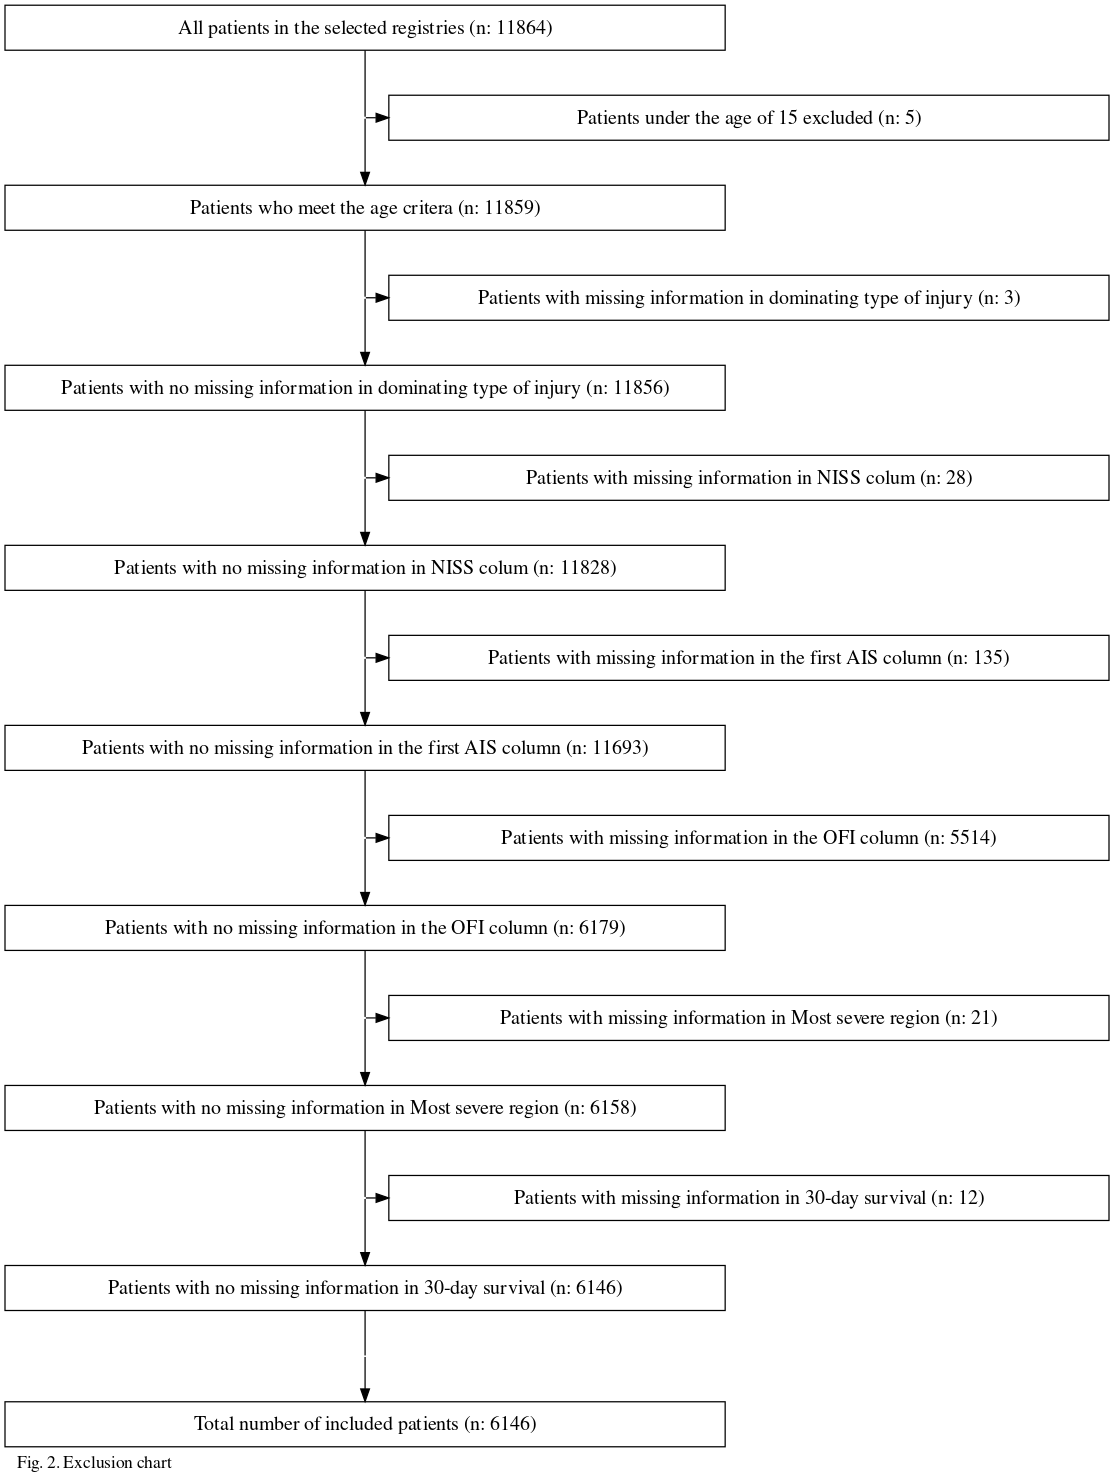 All patients in the selected registries (n: 11864)
Patients under the age of 15 excluded (n: 5)
Patients who meet the age critera (n: 11859)
Patients with missing information in dominating type of injury (n: 3)
Patients with no missing information in dominating type of injury (n: 11856)
Patients with missing information in NISS colum (n: 28)
Patients with no missing information in NISS colum (n: 11828)
Patients with missing information in the first AIS column (n: 135)
Patients with no missing information in the first AIS column (n: 11693)
Patients with missing information in the OFI column (n: 5514)
Patients with no missing information in the OFI column (n: 6179)
Patients with missing information in Most severe region (n: 21)
Patients with no missing information in Most severe region (n: 6158)
Patients with missing information in 30-day survival (n: 12)
Patients with no missing information in 30-day survival (n: 6146)
Total number of included patients (n: 6146)
Fig. 2. Exclusion chart